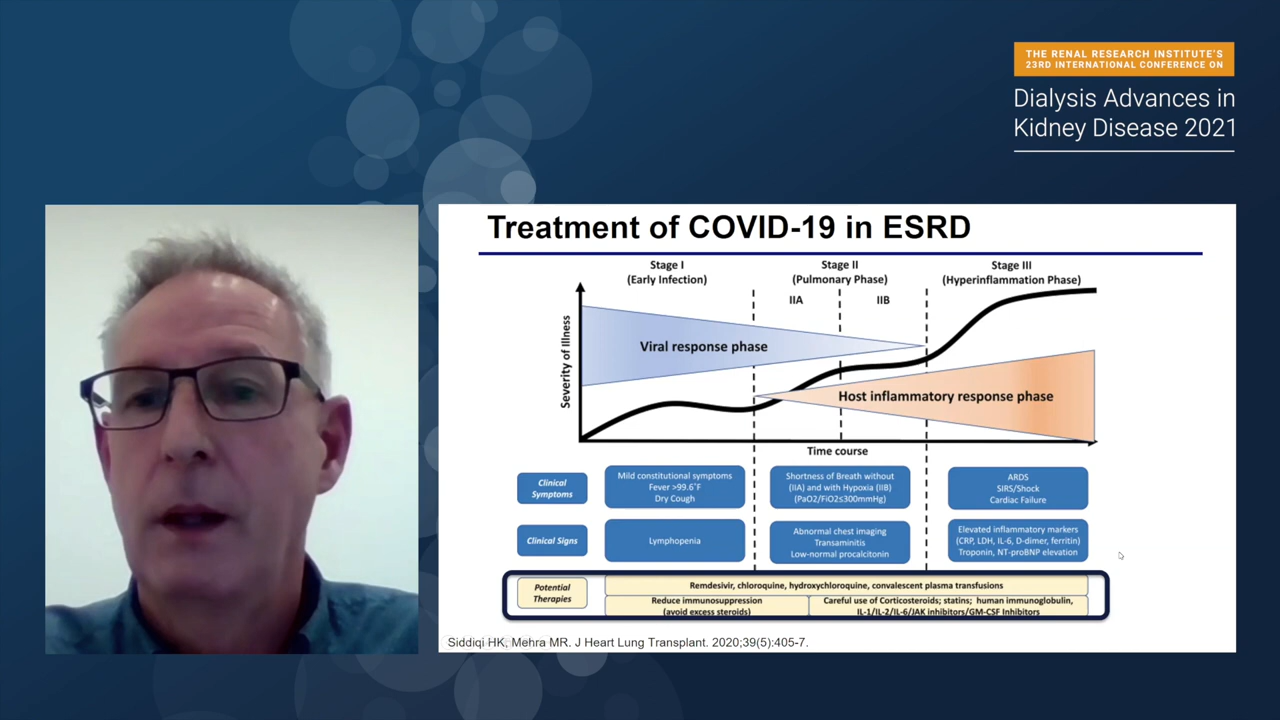 THE RENAL RESEARCH INSTITUTE'S
23RD INTERNATIONAL CONFERENCE ON
Dialysis Advances in
Kidney Disease 2021
Treatment of COVID-19 in ESRD
Stage I
(Early Infection)
Stage II
(Pulmonary Phase)
Stage III
(Hyperinflammation Phase)
IIA
IIB
Severity of Illness
Viral response phase
Host inflammatory response phase
Time course
Clinical
Symptoms
Mild constitutional symptoms
Fever >99.6°F
Dry Cough
Shortness of Breath without
(IIA) and with Hypoxia (IIB)
(PaO2/FiO2≤300mmHg)
ARDS
SIRS/Shock
Cardiac Failure
Clinical Signs
Lymphopenia
Abnormal chest imaging
Transaminitis
Low-normal procalcitonin
Elevated inflammatory markers
(CRP, LDH, IL-6, D-dimer, ferritin)
Troponin, NT-proBNP elevation
Potential
Therapies
Remdesivir, chloroquine, hydroxychloroquine, convalescent plasma transfusions
Reduce immunosuppression
(avoid excess steroids)
Careful use of Corticosteroids; statins; human immunoglobulin,
IL-1/IL-2/IL-6/JAK inhibitors/GM-CSF Inhibitors
Siddiqi HK, Mehra MR. J Heart Lung Transplant. 2020;39(5):405-7.